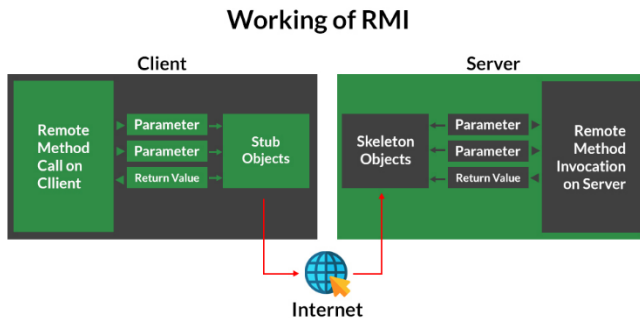 Working of RMI
Client
Server
Remote
Method
Call on
Cllient
Parameter
Parameter
Return Value
Stub
Objects
Skeleton
Objects
Parameter
Parameter
Return Value
Remote
Method
Invocation
on Server
Internet